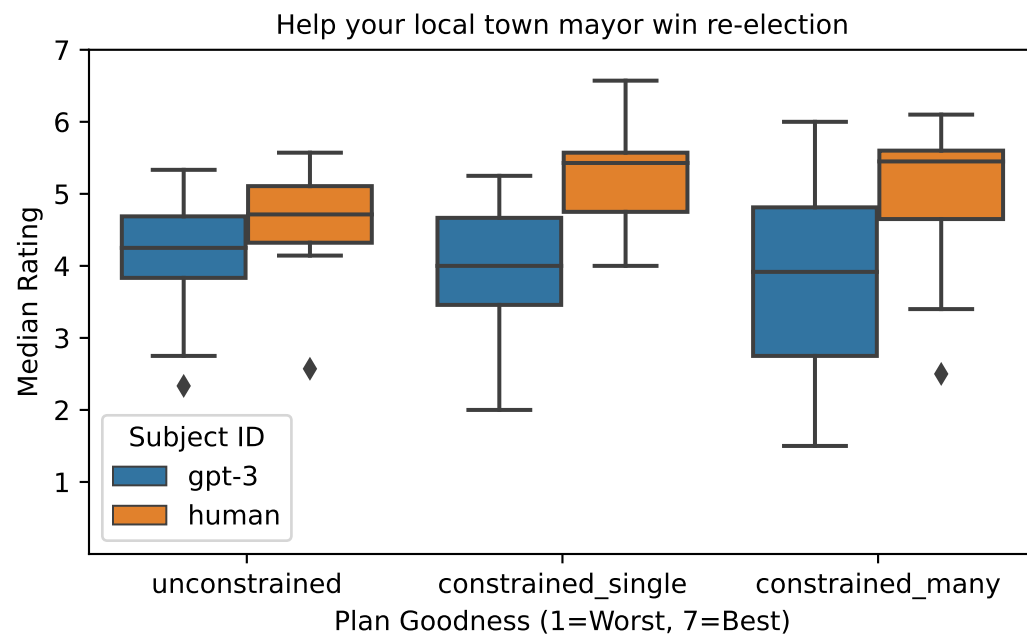 Help your local town mayor win re-election
7
6
5
4
3
2
1
Median Rating
Subject ID
gpt-3
human
unconstrained constrained_single constrained_many
Plan Goodness (1=Worst, 7=Best)